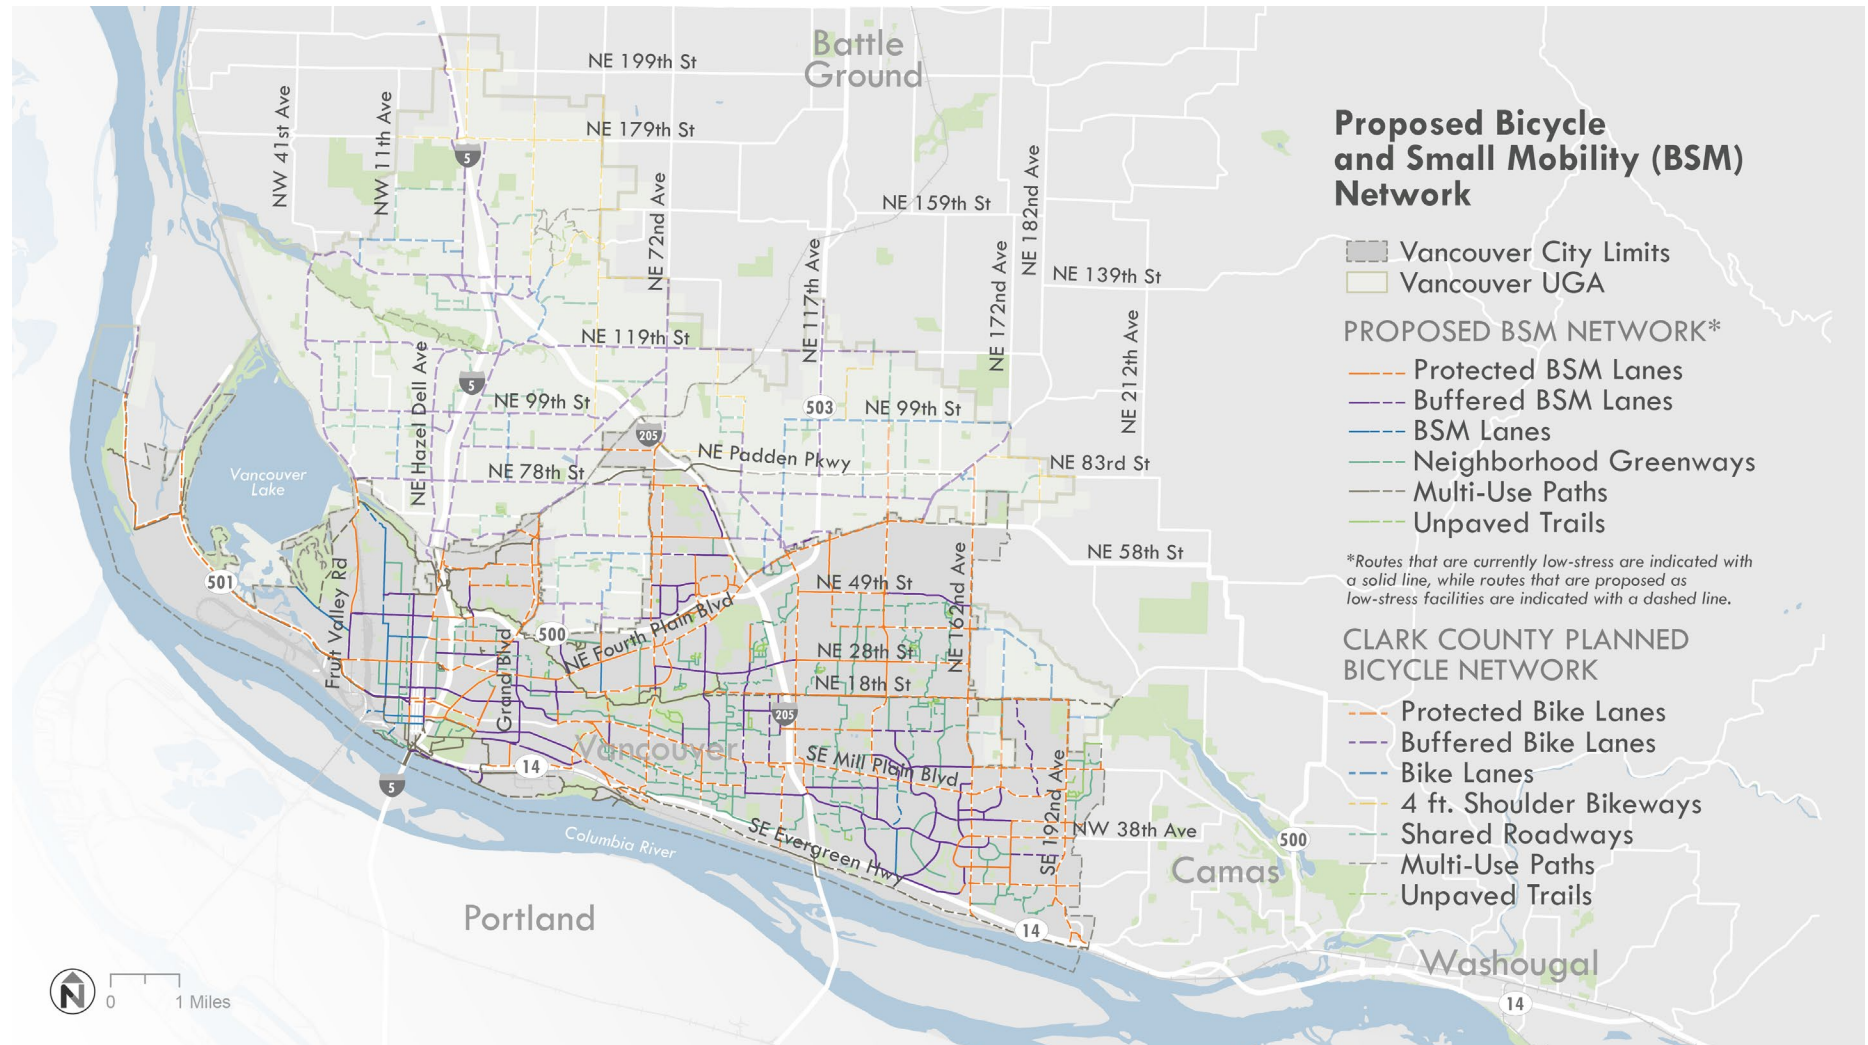 Proposed Bicycle
and Small Mobility (BSM)
Network
Vancouver City Limits
Vancouver UGA
PROPOSED BSM NETWORK*
Protected BSM Lanes
Buffered BSM Lanes
BSM Lanes
Neighborhood Greenways
Multi-Use Paths
Unpaved Trails
*Routes that are currently low-stress are indicated with
a solid line, while routes that are proposed as
low-stress facilities are indicated with a dashed line.
CLARK COUNTY PLANNED
BICYCLE NETWORK
Protected Bike Lanes
Buffered Bike Lanes
Bike Lanes
4 ft. Shoulder Bikeways
Shared Roadways
Multi-Use Paths
Unpaved Trails
Battle
Ground
NE 199th St
NW 41st Ave
NW 11th Ave
NE 179th St
5
NE 72nd Ave
NE 159th St
NE 182nd Ave
NE 117th Ave
NE 172nd Ave
NE 139th St
NE 119th St
NE 212th Ave
NE Hazel Dell Ave
5
NE 99th St
503
NE 99th St
205
NE Padden Pkwy
NE 83rd St
NE 78th St
Vancouver
Lake
NE 58th St
NE 162nd Ave
501
Fruit Valley Rd
NE 49th St
500
NE Fourth Plain Blvd
Grand Blvd
NE 28th St
NE 18th St
205
Vancouver
14
SE Mill Plain Blvd
SE 192nd Ave
5
Columbia River
SE Evergreen Hwy
NW 38th Ave
500
Camas
Portland
14
Washougal
14
N
0
1 Miles